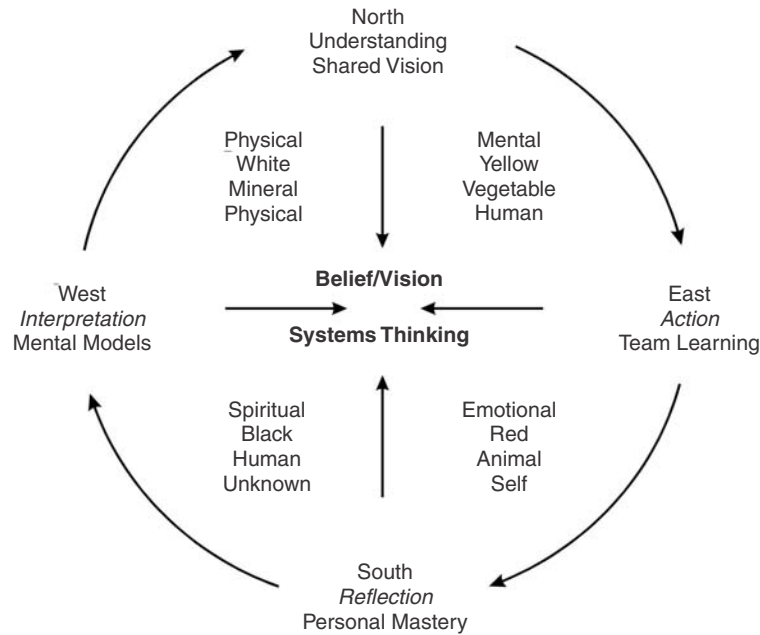 North
Understanding
Shared Vision
Physical
White
Mineral
Physical
Mental
Yellow
Vegetable
Human
Belief/Vision
Systems Thinking
West
Interpretation
Mental Models
East
Action
Team Learning
Spiritual
Black
Human
Unknown
Emotional
Red
Animal
Self
South
Reflection
Personal Mastery